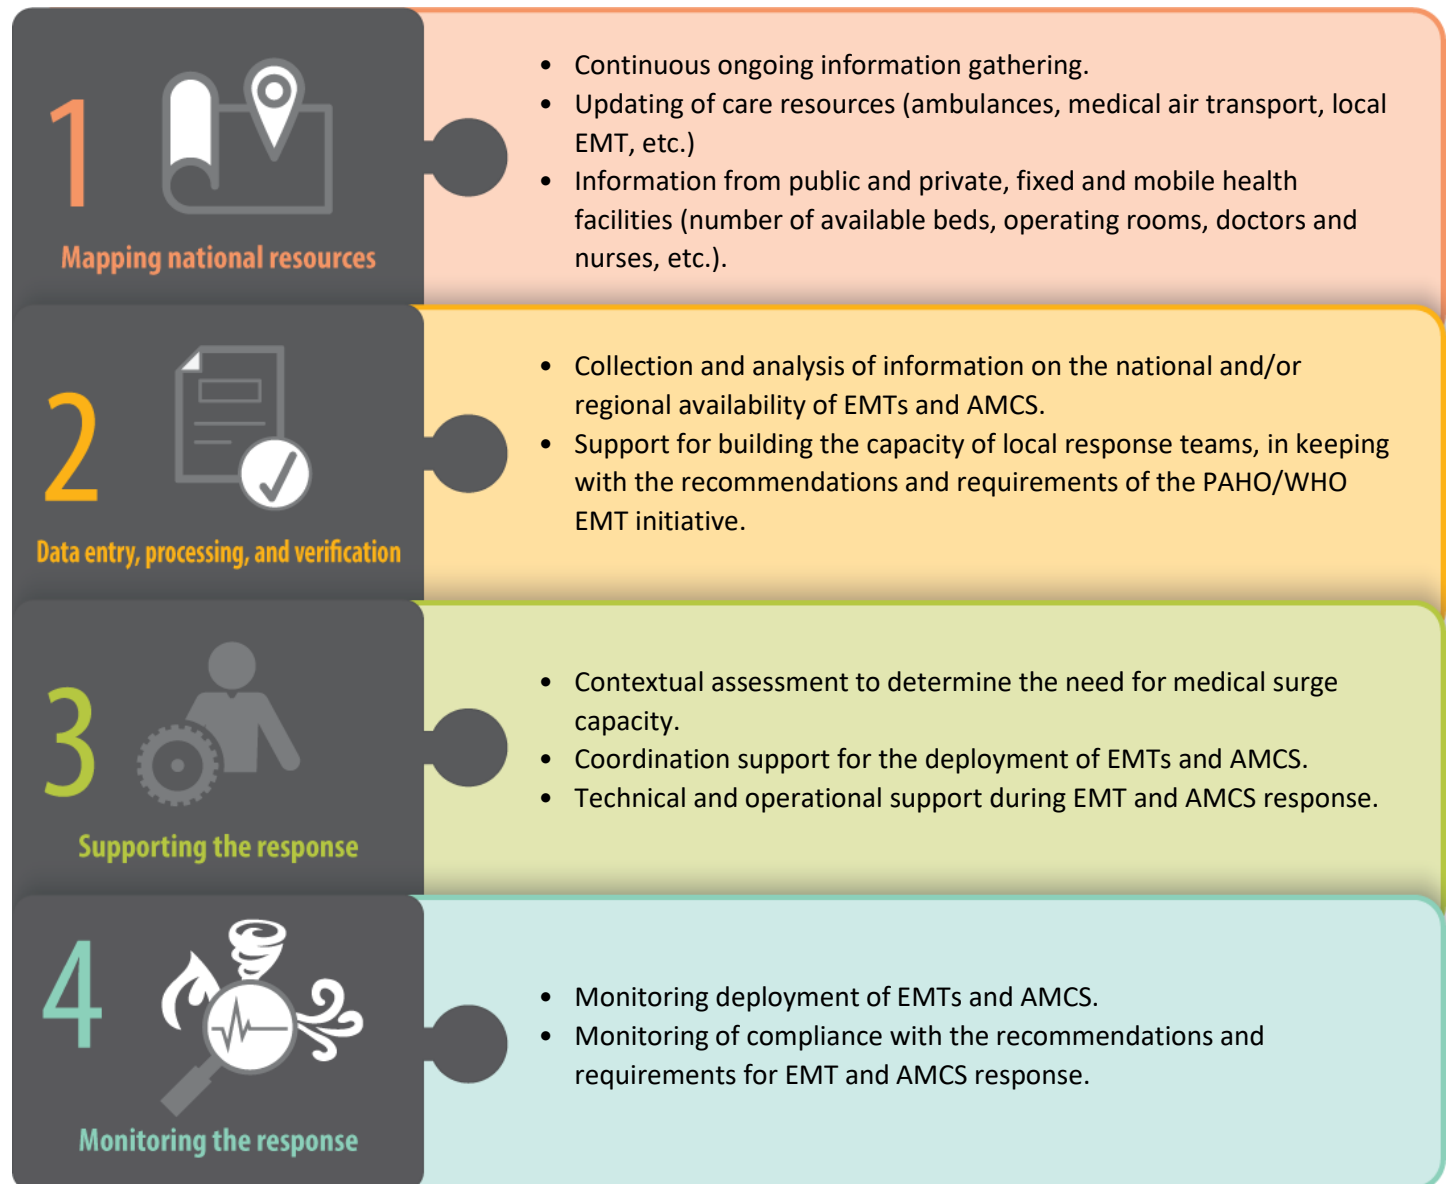 1
Mapping national resources
• Continuous ongoing information gathering.
• Updating of care resources (ambulances, medical air transport, local
EMT, etc.)
• Information from public and private, fixed and mobile health
facilities (number of available beds, operating rooms, doctors and
nurses, etc.).
2
Data entry, processing, and verification
• Collection and analysis of information on the national and/or
regional availability of EMTs and AMCS.
• Support for building the capacity of local response teams, in keeping
with the recommendations and requirements of the PAHO/WHO
EMT initiative.
3
Supporting the response
• Contextual assessment to determine the need for medical surge
capacity.
• Coordination support for the deployment of EMTs and AMCS.
• Technical and operational support during EMT and AMCS response.
4
Monitoring the response
• Monitoring deployment of EMTs and AMCS.
• Monitoring of compliance with the recommendations and
requirements for EMT and AMCS response.